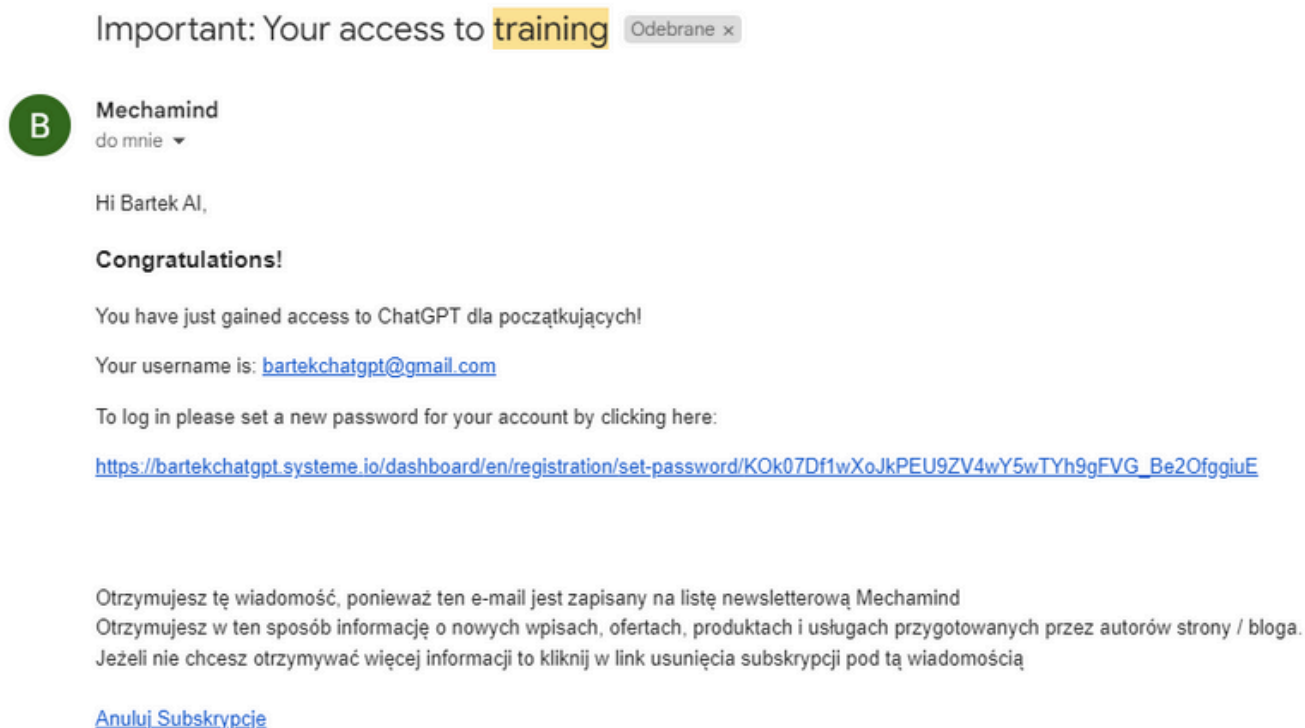 Important: Your access to training Odebrane x
B
Mechamind
do mnie
Hi Bartek AI,
Congratulations!
You have just gained access to ChatGPT dla początkujących!
Your username is: bartekchatgpt@gmail.com
To log in please set a new password for your account by clicking here:
https://bartekchatgpt.systeme.io/dashboard/en/registration/set-password/KOk07Df1wXoJkPEU9ZV4wY5wTYh9gFVG_Be2OfggiuE
Otrzymujesz tę wiadomość, ponieważ ten e-mail jest zapisany na listę newsletterową Mechamind
Otrzymujesz w ten sposób informację o nowych wpisach, ofertach, produktach i usługach przygotowanych przez autorów strony / bloga.
Jeżeli nie chcesz otrzymywać więcej informacji to kliknij w link usunięcia subskrypcji pod tą wiadomością
Anuluj Subskrypcje